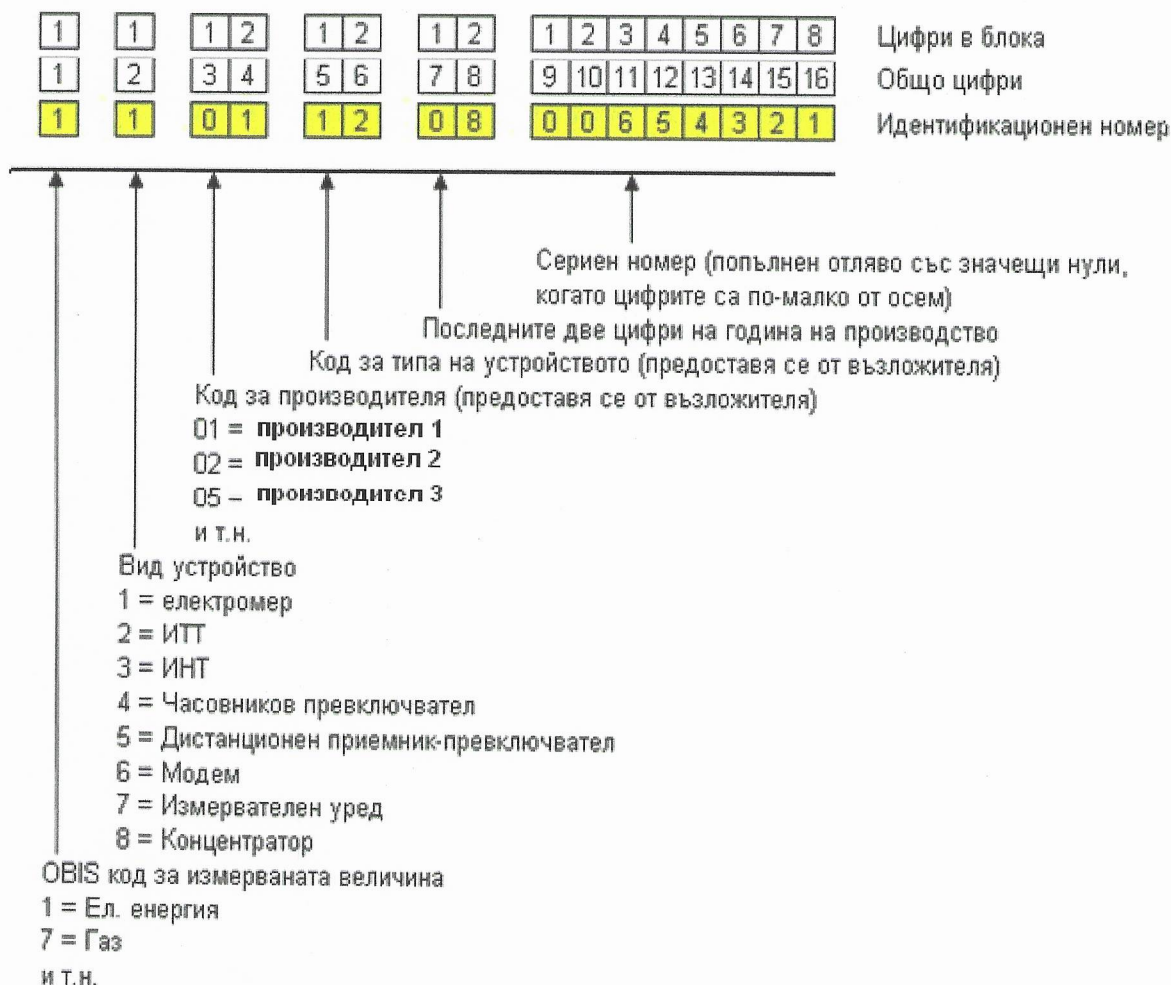 1 1 1 2 1 2 1 2 1 2 3 4 5 6 7 8 Цифри в блока
1 2 3 4 5 6 7 8 9 10 11 12 13 14 15 16 Общо цифри
1 1 0 1 1 2 0 8 0 0 6 5 4 3 2 1 Идентификационен номер
Сериен номер (попълнен отляво със значещи нули,
когато цифрите са по-малко от осем)
Последните две цифри на година на производство
Код за типа на устройството (предоставя се от възложителя)
Код за производителя (предоставя се от възложителя)
01 = производител 1
02 = производител 2
05 – производител 3
и т.н.
Вид устройство
1 = електромер
2 = ИТТ
3 = ИНТ
4 = Часовников превключвател
5 = Дистанционен приемник-превключвател
6 = Модем
7 = Измервателен уред
8 = Концентратор
OBIS код за измерваната величина
1 = Ел. енергия
7 = Газ
и т.н.